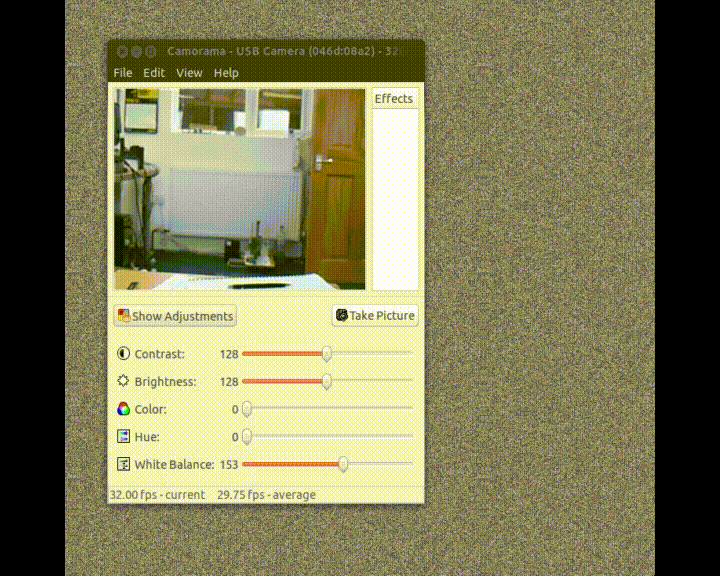 Camorama - USB Camera (046d:08a2) - 32
File Edit View Help
Effects
Show Adjustments
Take Picture
Contrast: 128
Brightness: 128
Color: 0
Hue: 0
White Balance: 153
32.00 fps - current 29.75 fps - average